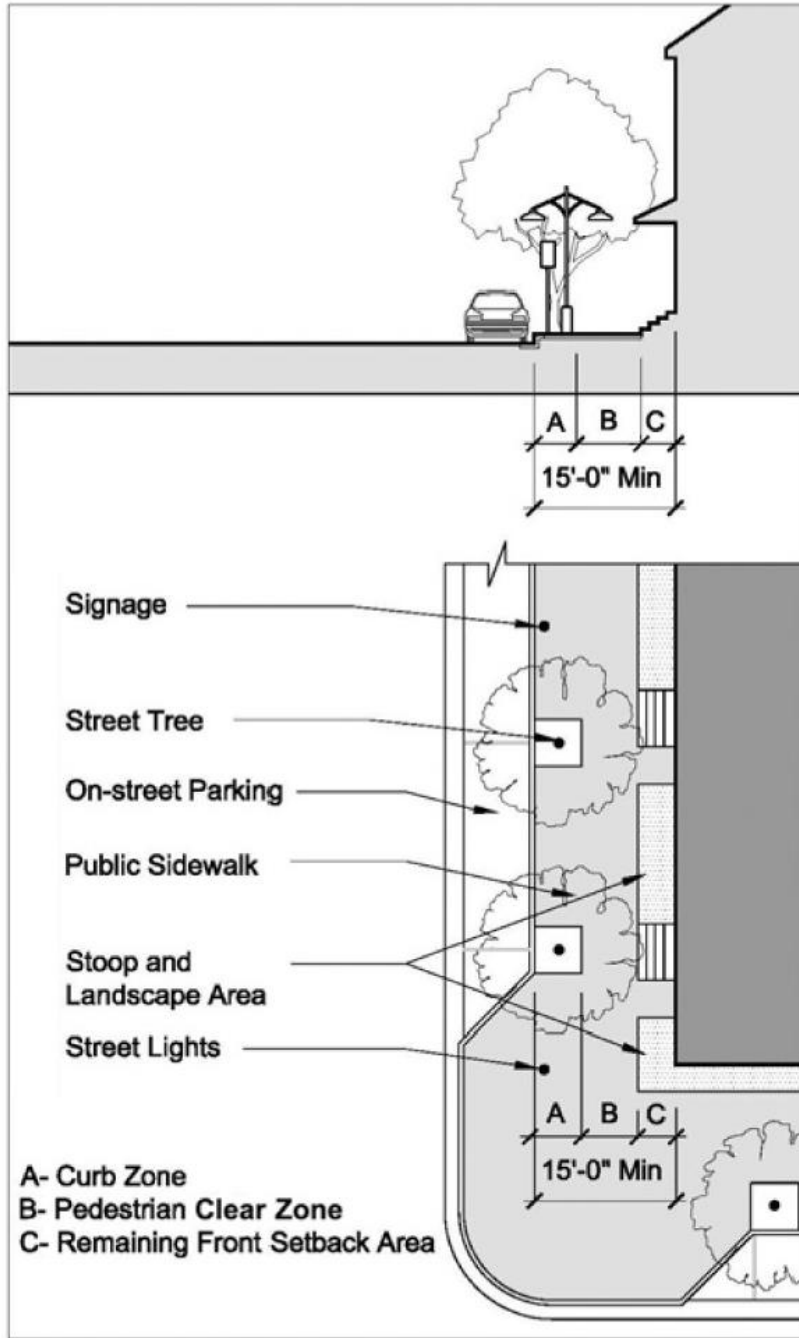 A B C
15'-0" Min
Signage
Street Tree
On-street Parking
Public Sidewalk
Stoop and
Landscape Area
Street Lights
A B C
15'-0" Min
A- Curb Zone
B- Pedestrian Clear Zone
C- Remaining Front Setback Area